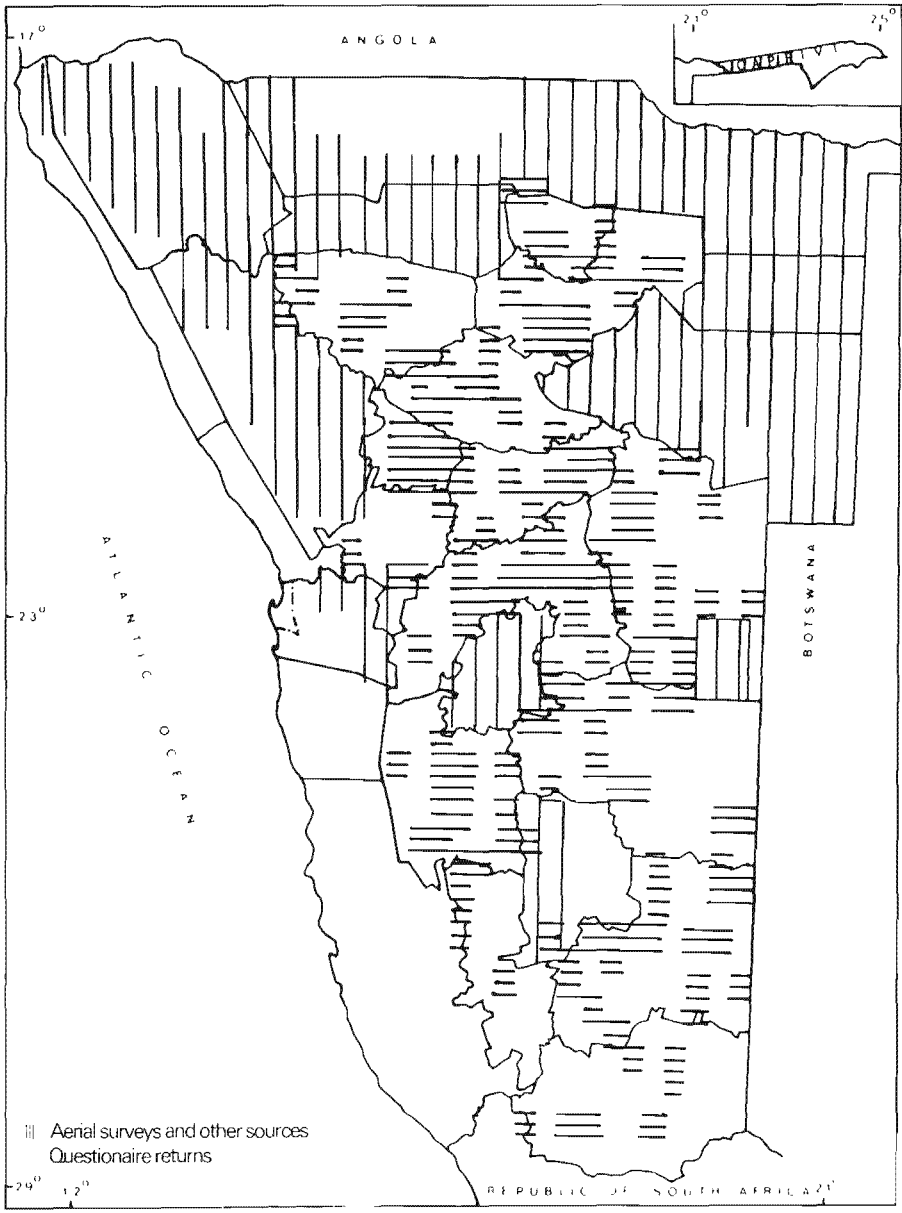 17°
ANGOLA
21°
25°
ATLANTIC OCEAN
23°
BOTSWANA
||| Aerial surveys and other sources
Questionaire returns
29°
12°
REPUBLIC OF SOUTH AFRICA
21°